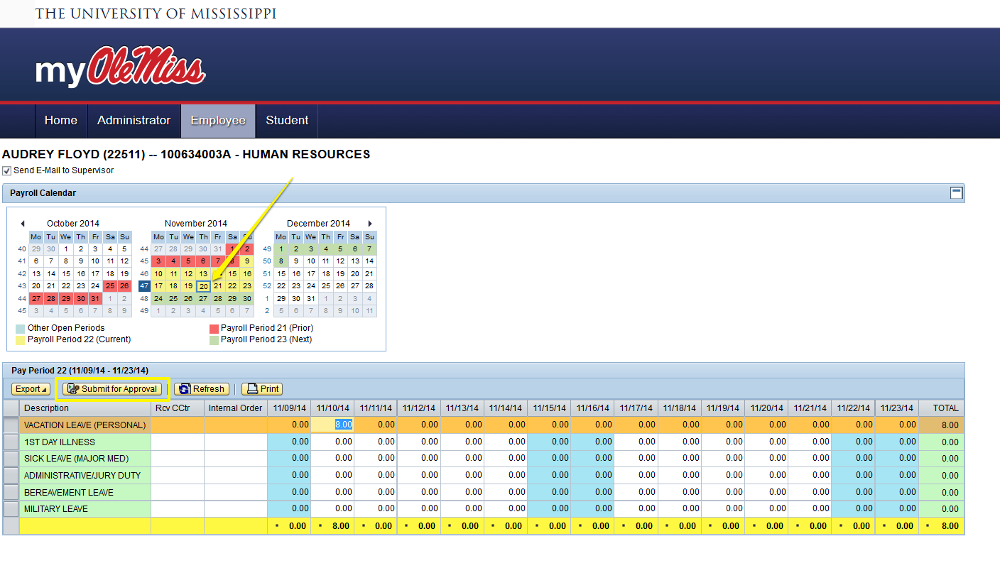 THE UNIVERSITY OF MISSISSIPPI
my Ole Miss
Home Administrator Employee Student
AUDREY FLOYD (22511) -- 100634003A - HUMAN RESOURCES
Send E-Mail to Supervisor
Payroll Calendar
October 2014 November 2014 December 2014
Mo Tu We Th Fr Sa Su Mo Tu We Th Fr Sa Su Mo Tu We Th Fr Sa Su
40 29 30 1 2 3 4 5 44 27 28 29 30 31 1 2 49 1 2 3 4 5 6 7
41 6 7 8 9 10 11 12 45 3 4 5 6 7 8 9 50 8 9 10 11 12 13 14
42 13 14 15 16 17 18 19 46 10 11 12 13 15 16 51 15 16 17 18 19 20 21
43 20 21 22 23 24 25 26 47 17 18 19 20 21 22 23 52 22 23 24 25 26 27 28
44 27 28 29 30 31 1 2 48 24 25 26 27 28 29 30 1 29 30 31 1 2 3 4
45 3 4 5 6 7 8 9 49 1 2 3 4 5 6 7 2 5 6 7 8 9 10 11
Other Open Periods Payroll Period 21 (Prior)
Payroll Period 22 (Current) Payroll Period 23 (Next)
Pay Period 22 (11/09/14 - 11/23/14)
Export Submit for Approval Refresh Print
Description Rcv CCtr Internal Order 11/09/14 11/10/14 11/11/14 11/12/14 11/13/14 11/14/14 11/15/14 11/16/14 11/17/14 11/18/14 11/19/14 11/20/14 11/21/14 11/22/14 11/23/14 TOTAL
VACATION LEAVE (PERSONAL) 0.00 8.00 0.00 0.00 0.00 0.00 0.00 0.00 0.00 0.00 0.00 0.00 0.00 0.00 0.00 8.00
1ST DAY ILLNESS 0.00 0.00 0.00 0.00 0.00 0.00 0.00 0.00 0.00 0.00 0.00 0.00 0.00 0.00 0.00 0.00
SICK LEAVE (MAJOR MED) 0.00 0.00 0.00 0.00 0.00 0.00 0.00 0.00 0.00 0.00 0.00 0.00 0.00 0.00 0.00 0.00
ADMINISTRATIVE/JURY DUTY 0.00 0.00 0.00 0.00 0.00 0.00 0.00 0.00 0.00 0.00 0.00 0.00 0.00 0.00 0.00 0.00
BEREAVEMENT LEAVE 0.00 0.00 0.00 0.00 0.00 0.00 0.00 0.00 0.00 0.00 0.00 0.00 0.00 0.00 0.00 0.00
MILITARY LEAVE 0.00 0.00 0.00 0.00 0.00 0.00 0.00 0.00 0.00 0.00 0.00 0.00 0.00 0.00 0.00 0.00
▪ 0.00 ▪ 8.00 ▪ 0.00 ▪ 0.00 ▪ 0.00 ▪ 0.00 ▪ 0.00 ▪ 0.00 ▪ 0.00 ▪ 0.00 ▪ 0.00 ▪ 0.00 ▪ 0.00 ▪ 0.00 ▪ 0.00 ▪ 8.00